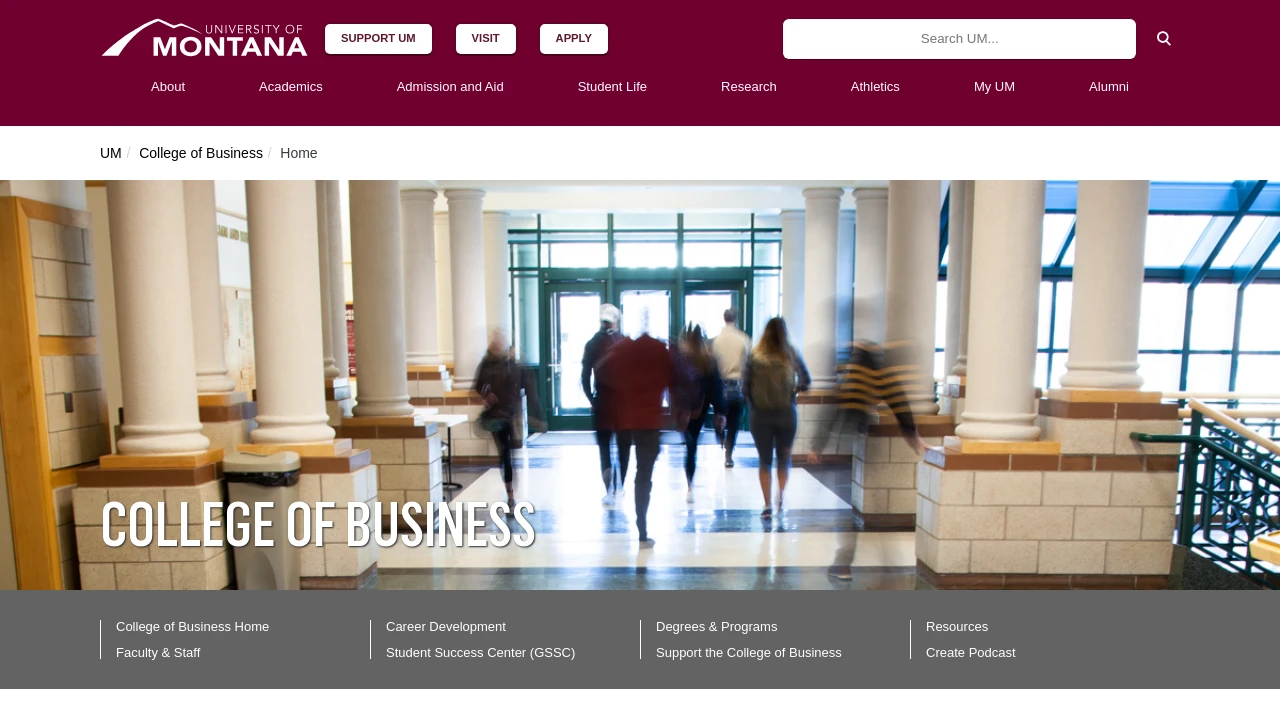 UNIVERSITY OF
MONTANA
SUPPORT UM
VISIT
APPLY
Search UM...
About
Academics
Admission and Aid
Student Life
Research
Athletics
My UM
Alumni
UM / College of Business / Home
COLLEGE OF BUSINESS
College of Business Home
Faculty & Staff
Career Development
Student Success Center (GSSC)
Degrees & Programs
Support the College of Business
Resources
Create Podcast